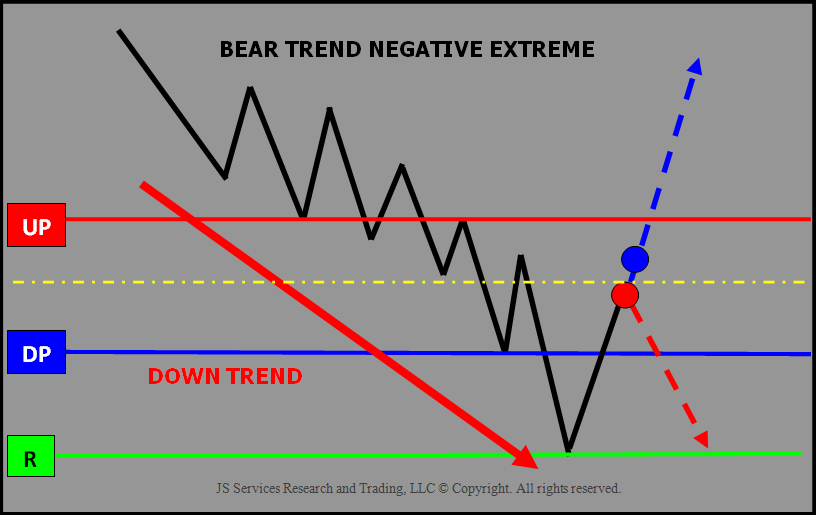 BEAR TREND NEGATIVE EXTREME
UP
DP
DOWN TREND
R
JS Services Research and Trading, LLC © Copyright. All rights reserved.